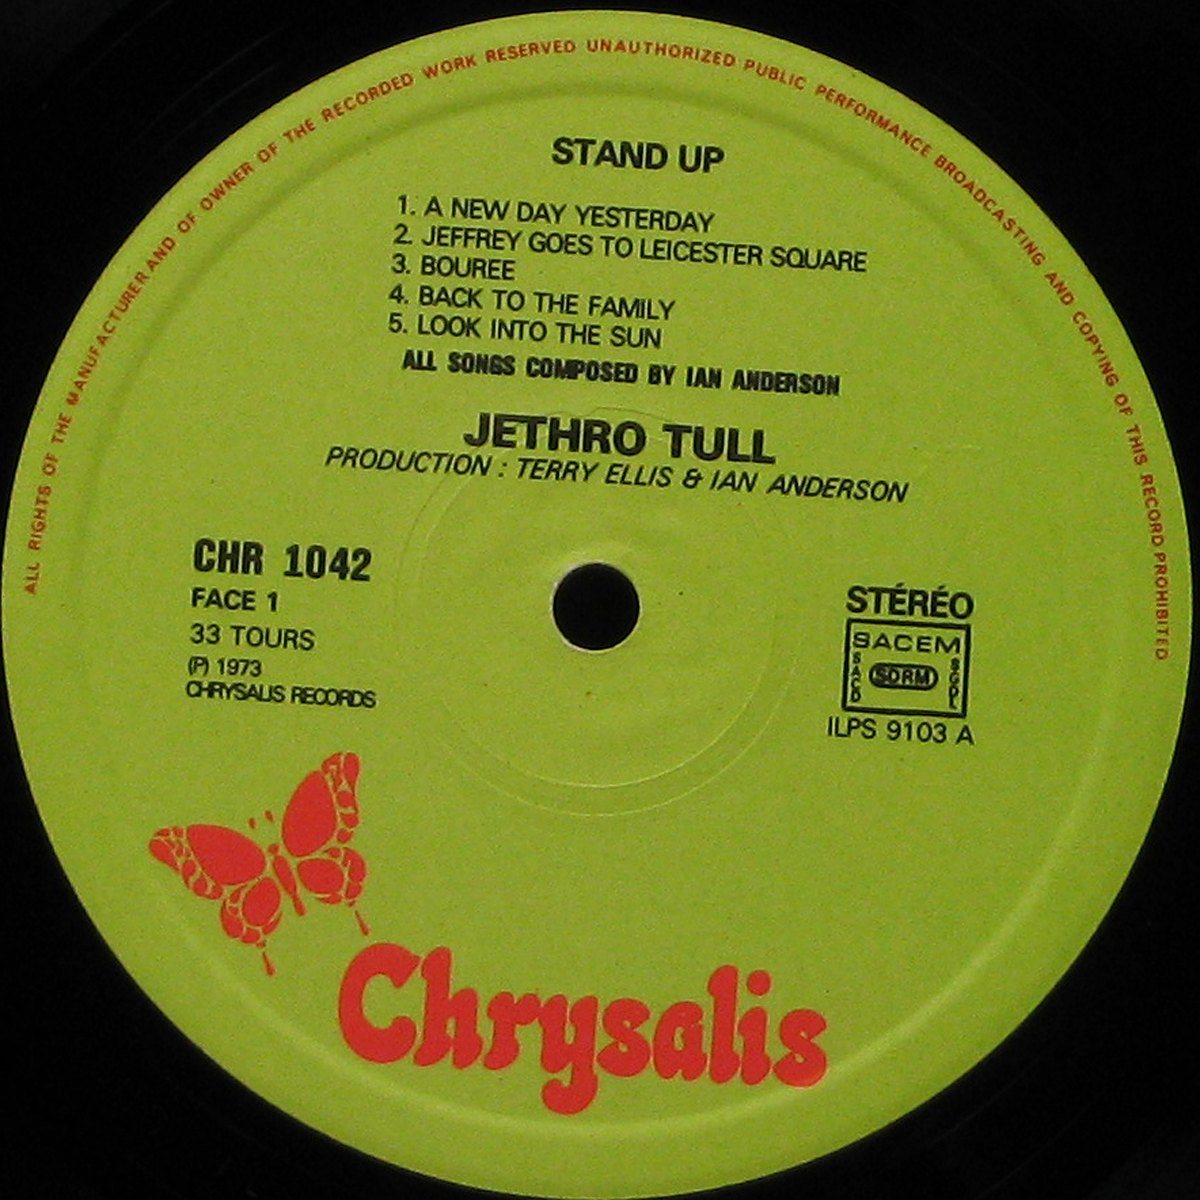 ALL RIGHTS OF THE MANUFACTURER AND OF OWNER OF THE RECORDED WORK RESERVED UNAUTHORIZED PUBLIC PERFORMANCE BROADCASTING AND COPYING OF THIS RECORD PROHIBITED
STAND UP
1. A NEW DAY YESTERDAY
2. JEFFREY GOES TO LEICESTER SQUARE
3. BOUREE
4. BACK TO THE FAMILY
5. LOOK INTO THE SUN
ALL SONGS COMPOSED BY IAN ANDERSON
JETHRO TULL
PRODUCTION : TERRY ELLIS & IAN ANDERSON
CHR 1042
FACE 1
33 TOURS
(P) 1973
CHRYSALIS RECORDS
STÉRÉO
SACEM
SACD
SDRM
SGDL
ILPS 9103 A
Chrysalis